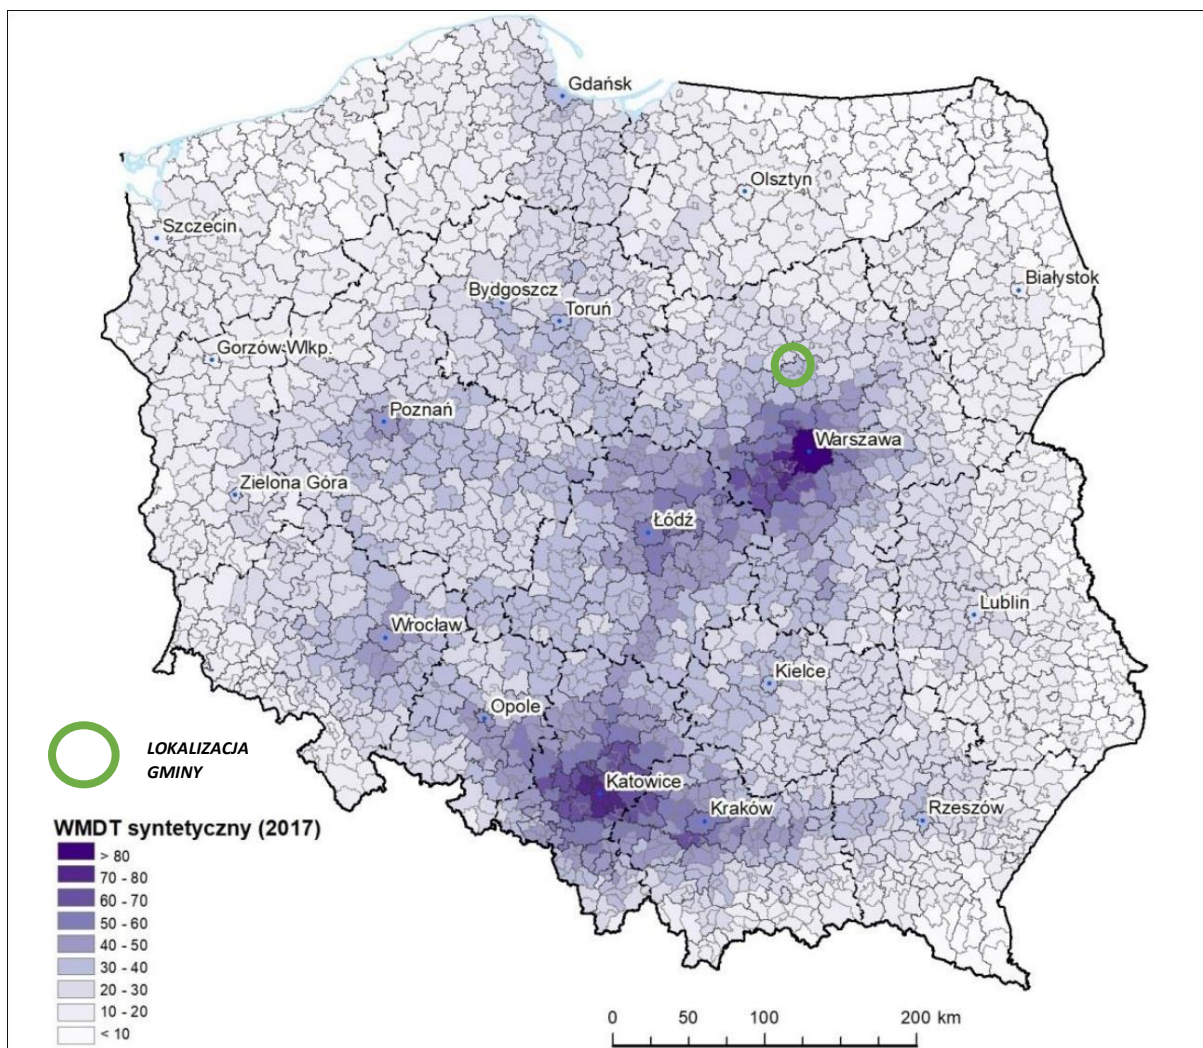 Gdańsk
Olsztyn
Szczecin
Białystok
Bydgoszcz
Toruń
Gorzów Wlkp.
Poznań
Warszawa
Zielona Góra
Łódź
Lublin
Wrocław
Kielce
Opole
LOKALIZACJA
GMINY
Katowice
Kraków
Rzeszów
WMDT syntetyczny (2017)
> 80
70 - 80
60 - 70
50 - 60
40 - 50
30 - 40
20 - 30
10 - 20
< 10
0 50 100 200 km